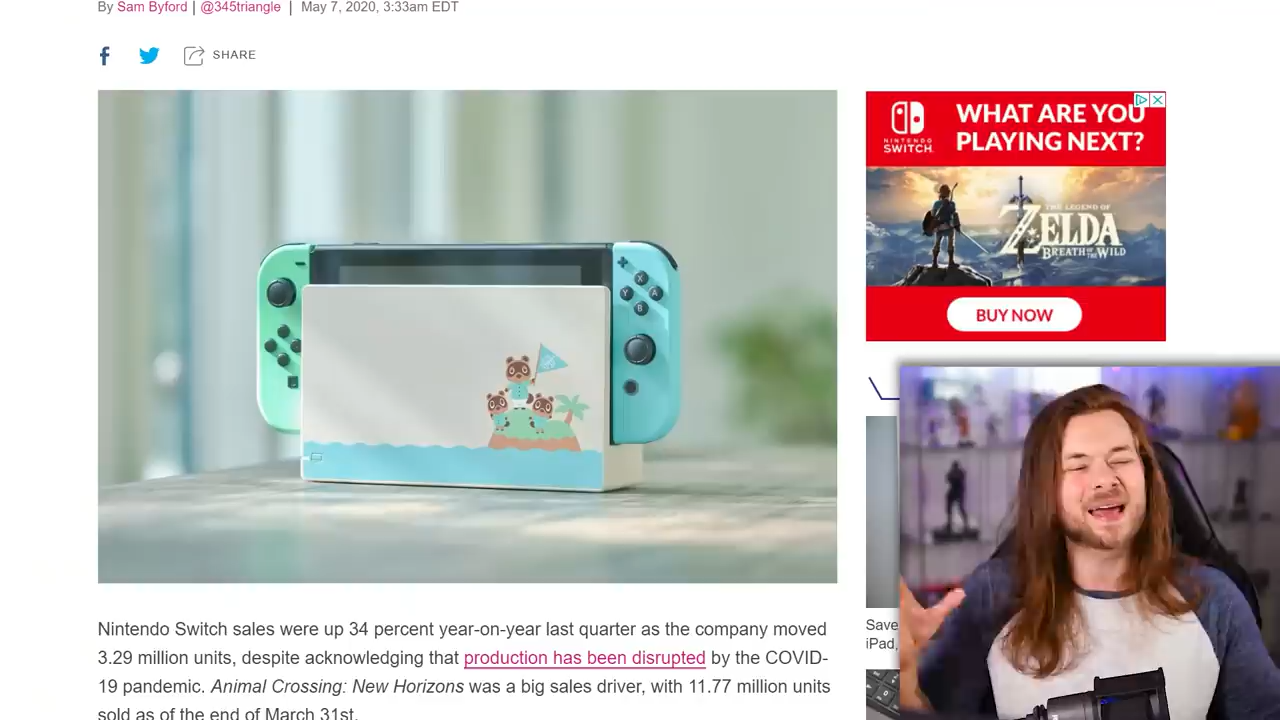 By Sam Byford | @345triangle | May 7, 2020, 3:33am EDT
SHARE
NINTENDO
SWITCH
WHAT ARE YOU
PLAYING NEXT?
THE LEGEND OF
ZELDA
BREATH OF THE WILD
BUY NOW
X
Y A
B
Save
iPad,
Nintendo Switch sales were up 34 percent year-on-year last quarter as the company moved
3.29 million units, despite acknowledging that production has been disrupted by the COVID-
19 pandemic. Animal Crossing: New Horizons was a big sales driver, with 11.77 million units
sold as of the end of March 31st.